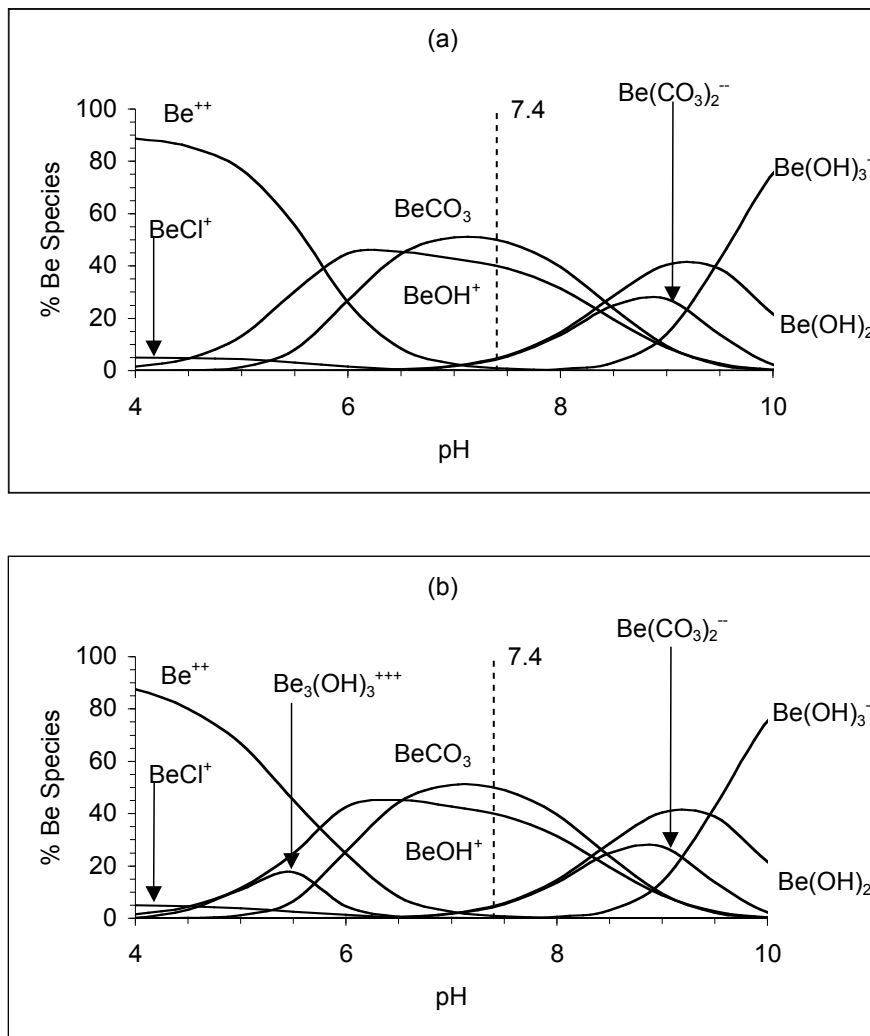 (a)
Be(CO₃)₂⁻⁻
100 Be⁺⁺ 7.4
80
Be(OH)₃⁻
60 BeCl⁺ BeCO₃
% Be Species
40
BeOH⁺
20 Be(OH)₂
0
4 6 8 10
pH
(b)
Be(CO₃)₂⁻⁻
100 Be⁺⁺ 7.4
Be₃(OH)₃⁺⁺⁺
80 Be(OH)₃⁻
60 BeCl⁺ BeCO₃
% Be Species
40
BeOH⁺
20 Be(OH)₂
0
4 6 8 10
pH